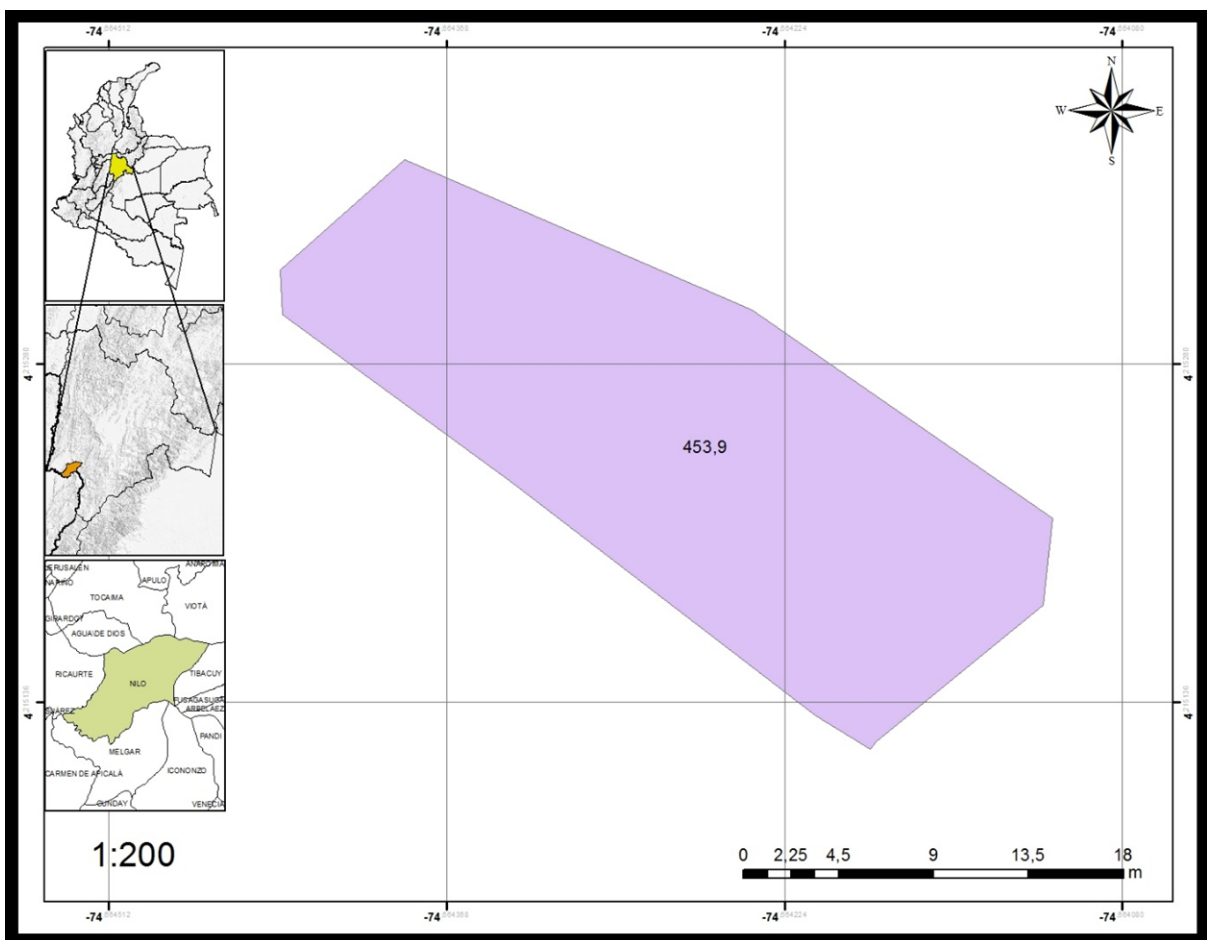 -74 -74 -74 -74
N
W E
S
4 4
453,9
JERUSALÉN
NARIÑO
APULO
TOCAIMA
VIOTÁ
GIRARDOT
AGUA DE DIOS
RICAURTE
TIBACUY
NILO
FUSAGASUGÁ
ARBELÁEZ
SUÁREZ
PANDI
MELGAR
CARMEN DE APICALÁ
ICONONZO
CUNDAY
VENECIA
4 4
1:200
0 2,25 4,5 9 13,5 18
m
-74 -74 -74 -74